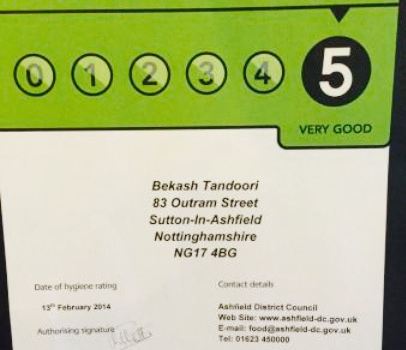 0 1 2 3 4 5
VERY GOOD
Bekash Tandoori
83 Outram Street
Sutton-In-Ashfield
Nottinghamshire
NG17 4BG
Date of hygiene rating
13th February 2014
Authorising signature
Contact details
Ashfield District Council
Web Site: www.ashfield-dc.gov.uk
E-mail: food@ashfield-dc.gov.uk
Tel: 01623 450000